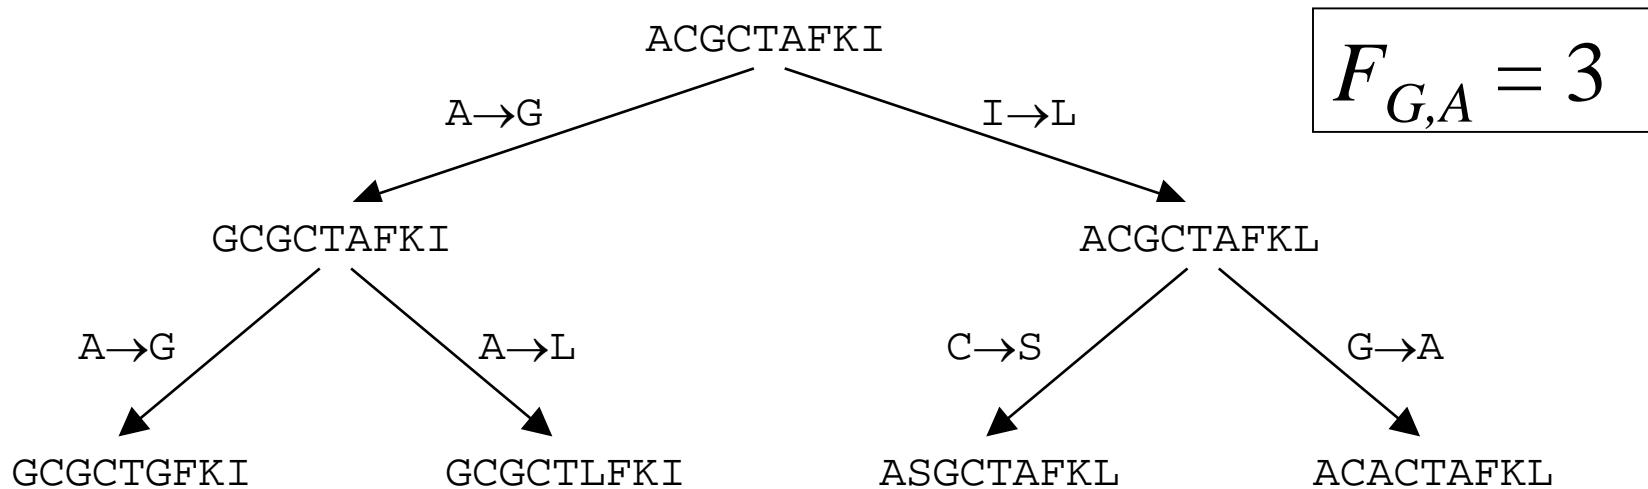 ACGCTAFKI
F_{G,A} = 3
A→G
I→L
GCGCTAFKI
ACGCTAFKL
A→G
A→L
C→S
G→A
GCGCTGFKI
GCGCTLFKI
ASGCTAFKL
ACACTAFKL